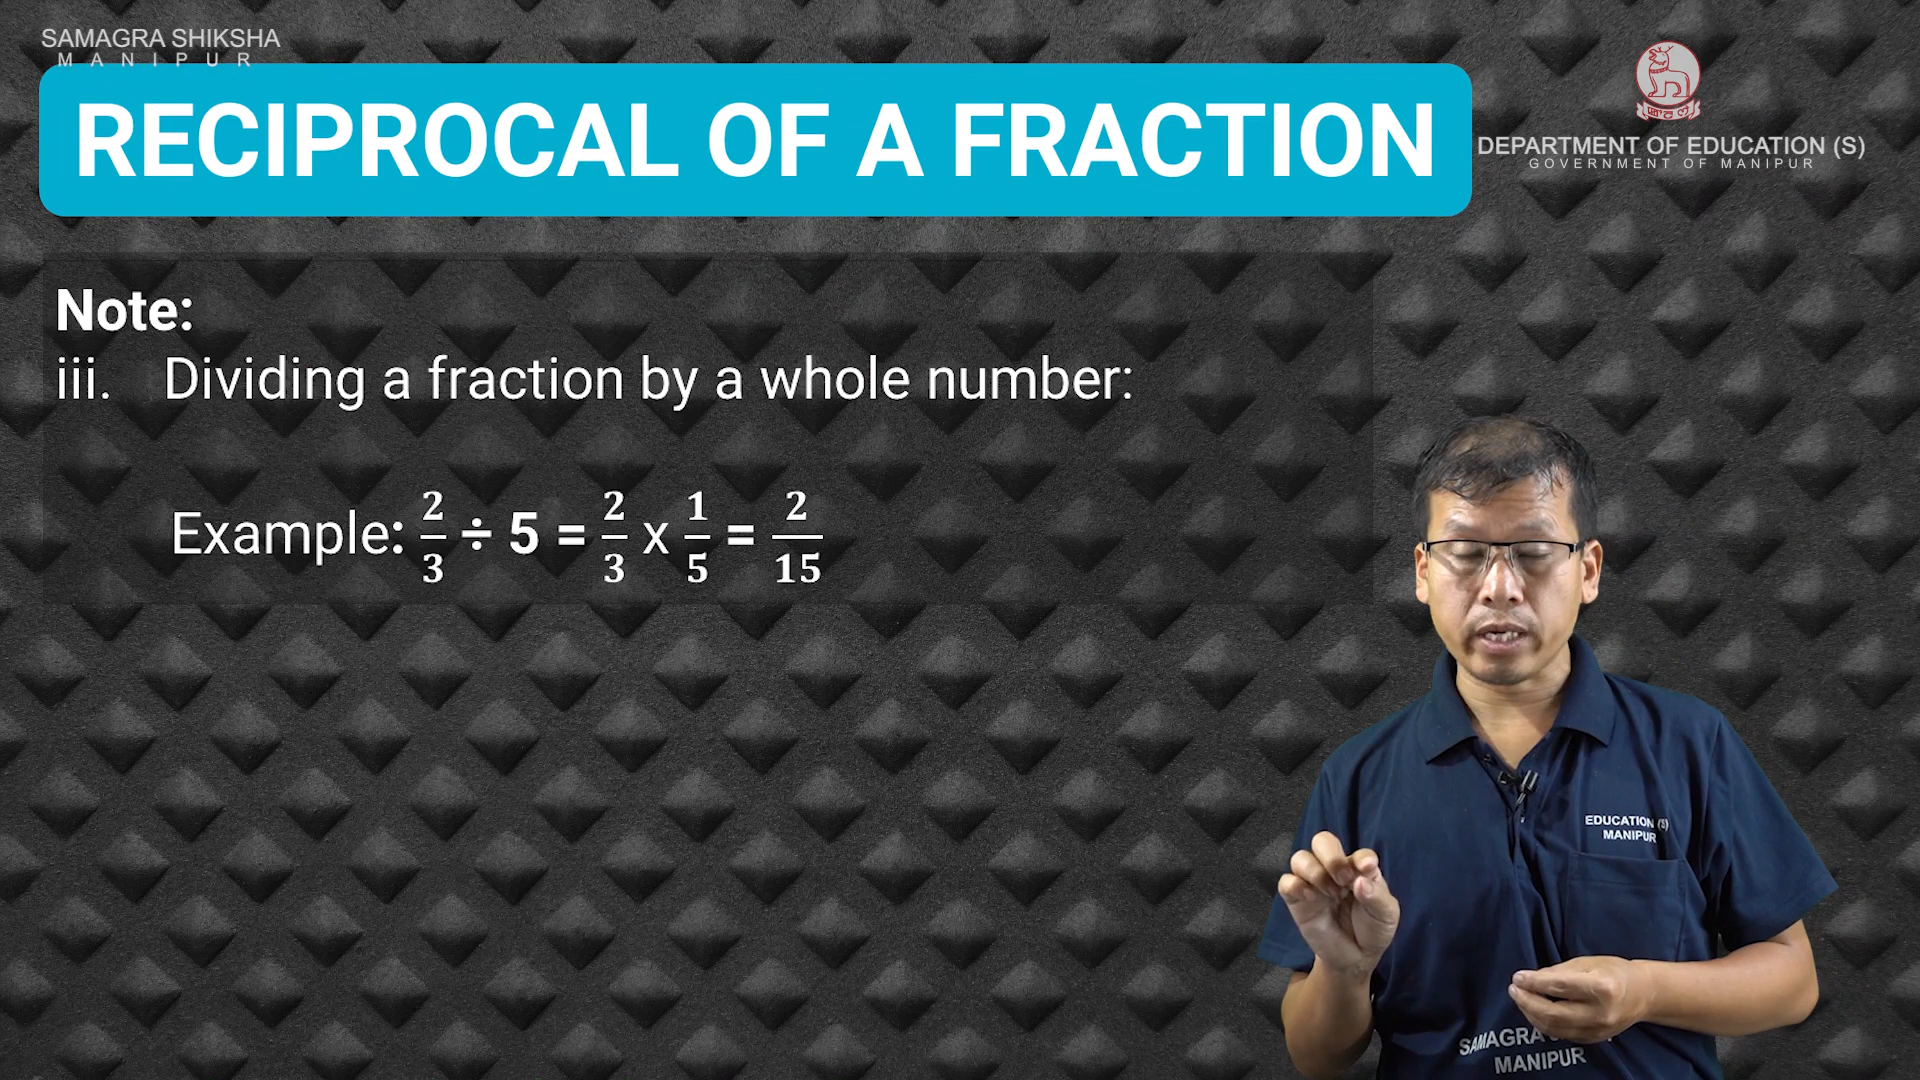 SAMAGRA SHIKSHA
MANIPUR
RECIPROCAL OF A FRACTION
DEPARTMENT OF EDUCATION (S)
GOVERNMENT OF MANIPUR
Note:
iii. Dividing a fraction by a whole number:
Example: 2/3 ÷ 5 = 2/3 x 1/5 = 2/15
EDUCATION (S)
MANIPUR
SAMAGRA
MANIPUR